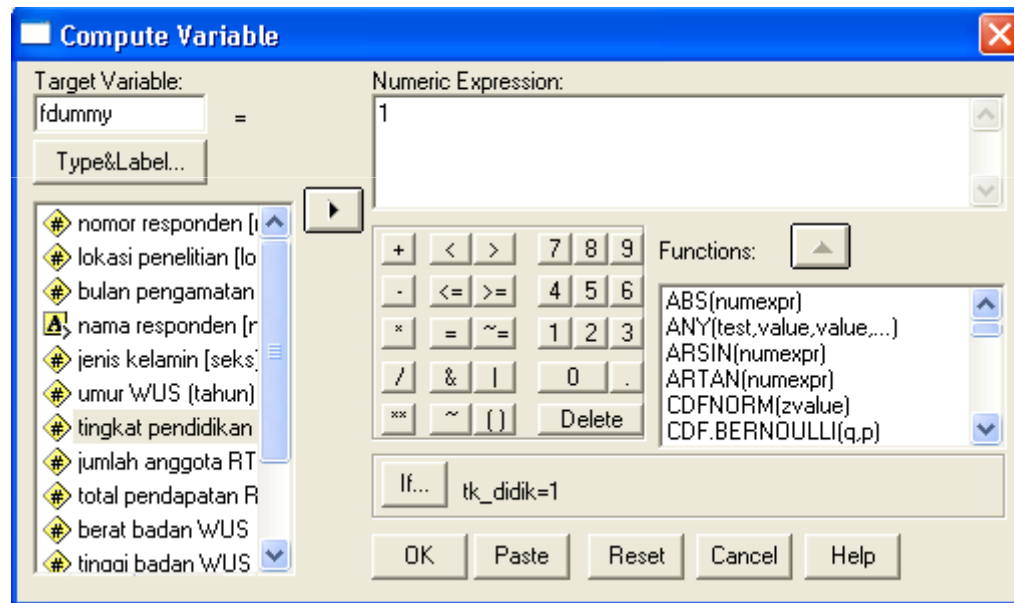 Compute Variable
Target Variable:
fdummy
=
Type&Label...
Numeric Expression:
1
nomor responden [
lokasi penelitian [lo
bulan pengamatan
nama responden [
jenis kelamin [seks]
umur WUS (tahun)
tingkat pendidikan
jumlah anggota RT
total pendapatan R
berat badan WUS
tinggi badan WUS
+ < > 7 8 9
- <= >= 4 5 6
* = ~= 1 2 3
/ & | 0 .
** ~ () Delete
Functions:
ABS(numexpr)
ANY(test,value,value,...)
ARSIN(numexpr)
ARTAN(numexpr)
CDFNORM(zvalue)
CDF.BERNOULLI(q,p)
If... tk_didik=1
OK Paste Reset Cancel Help